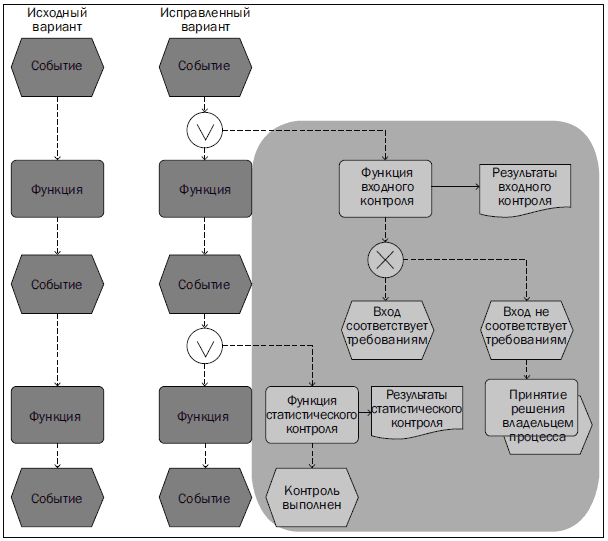 Исходный
вариант
Исправленный
вариант
Событие
Событие
Функция
Функция
Функция
входного
контроля
Результаты
входного
контроля
Событие
Событие
Вход
соответствует
требованиям
Вход не
соответствует
требованиям
Функция
Функция
Функция
статистического
контроля
Результаты
статистического
контроля
Принятие
решения
владельцем
процесса
Событие
Событие
Контроль
выполнен